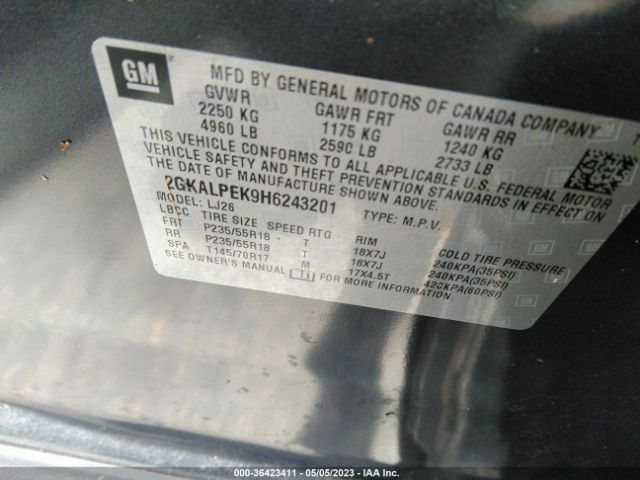 GM
MFD BY GENERAL MOTORS OF CANADA COMPANY
GVWR GAWR FRT GAWR RR
2250 KG 1175 KG 1240 KG
4960 LB 2590 LB 2733 LB
THIS VEHICLE CONFORMS TO ALL APPLICABLE U.S. FEDERAL MOTOR
VEHICLE SAFETY AND THEFT PREVENTION STANDARDS IN EFFECT ON
THE DATE OF MANUFACTURE SHOWN ABOVE.
2GKALPEK9H6243201 TYPE: M.P.V.
MODEL: LJ26
LBCC TIRE SIZE SPEED RTG RIM COLD TIRE PRESSURE
FRT P235/55R18 - T 18X7J 240KPA(35PSI)
RR P235/55R18 T 18X7J 240KPA(35PSI)
SPA T145/70R17 M 17X4.5T 420KPA(60PSI)
SEE OWNER'S MANUAL FOR MORE INFORMATION.
000-36423411 - 05/05/2023 - IAA Inc.